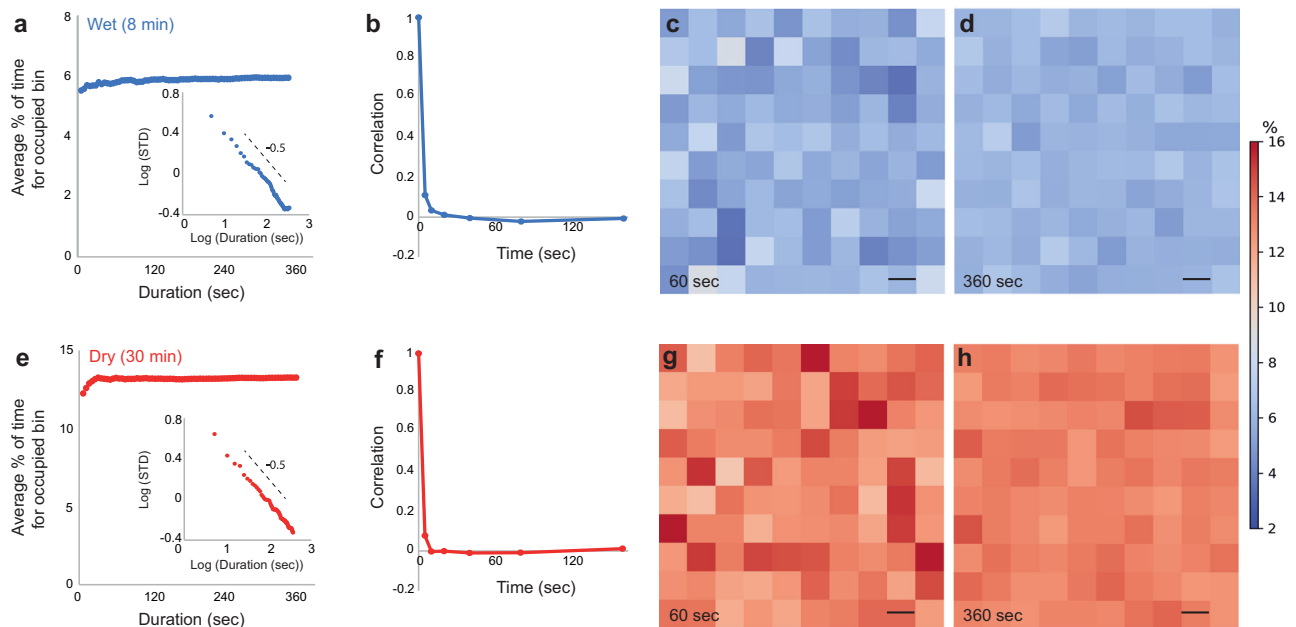 a
Wet (8 min)
Average % of time
for occupied bin
8
6
4
2
0
0
120
240
360
Duration (sec)
0.8
0.4
0
-0.4
0
1
2
3
-0.5
Log (STD)
Log (Duration (sec))
b
Correlation
1
0.8
0.6
0.4
0.2
0
-0.2
0
60
120
Time (sec)
c
60 sec
d
360 sec
%
16
14
12
10
8
6
4
2
e
Dry (30 min)
Average % of time
for occupied bin
15
13
10
5
0
0
120
240
360
Duration (sec)
0.8
0.4
0
-0.4
0
1
2
3
-0.5
Log (STD)
Log (Duration (sec))
f
Correlation
1
0.8
0.6
0.4
0.2
0
-0.2
0
60
120
Time (sec)
g
60 sec
h
360 sec